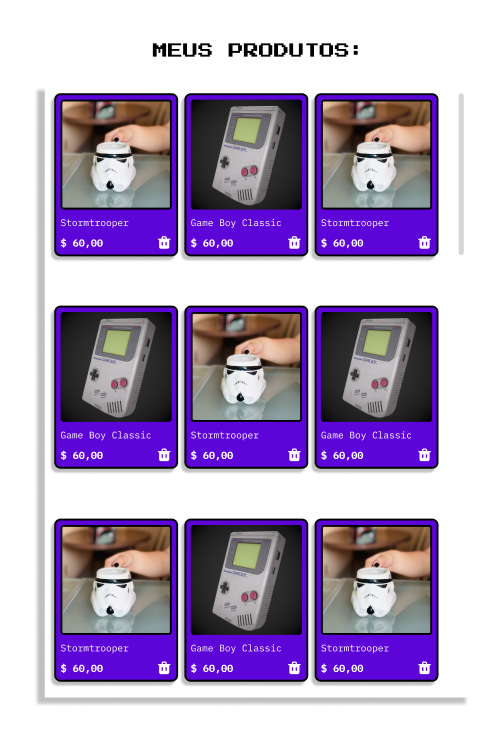 MEUS PRODUTOS:
Stormtrooper
$ 60,00
Game Boy Classic
$ 60,00
Stormtrooper
$ 60,00
Game Boy Classic
$ 60,00
Stormtrooper
$ 60,00
Game Boy Classic
$ 60,00
Stormtrooper
$ 60,00
Game Boy Classic
$ 60,00
Stormtrooper
$ 60,00